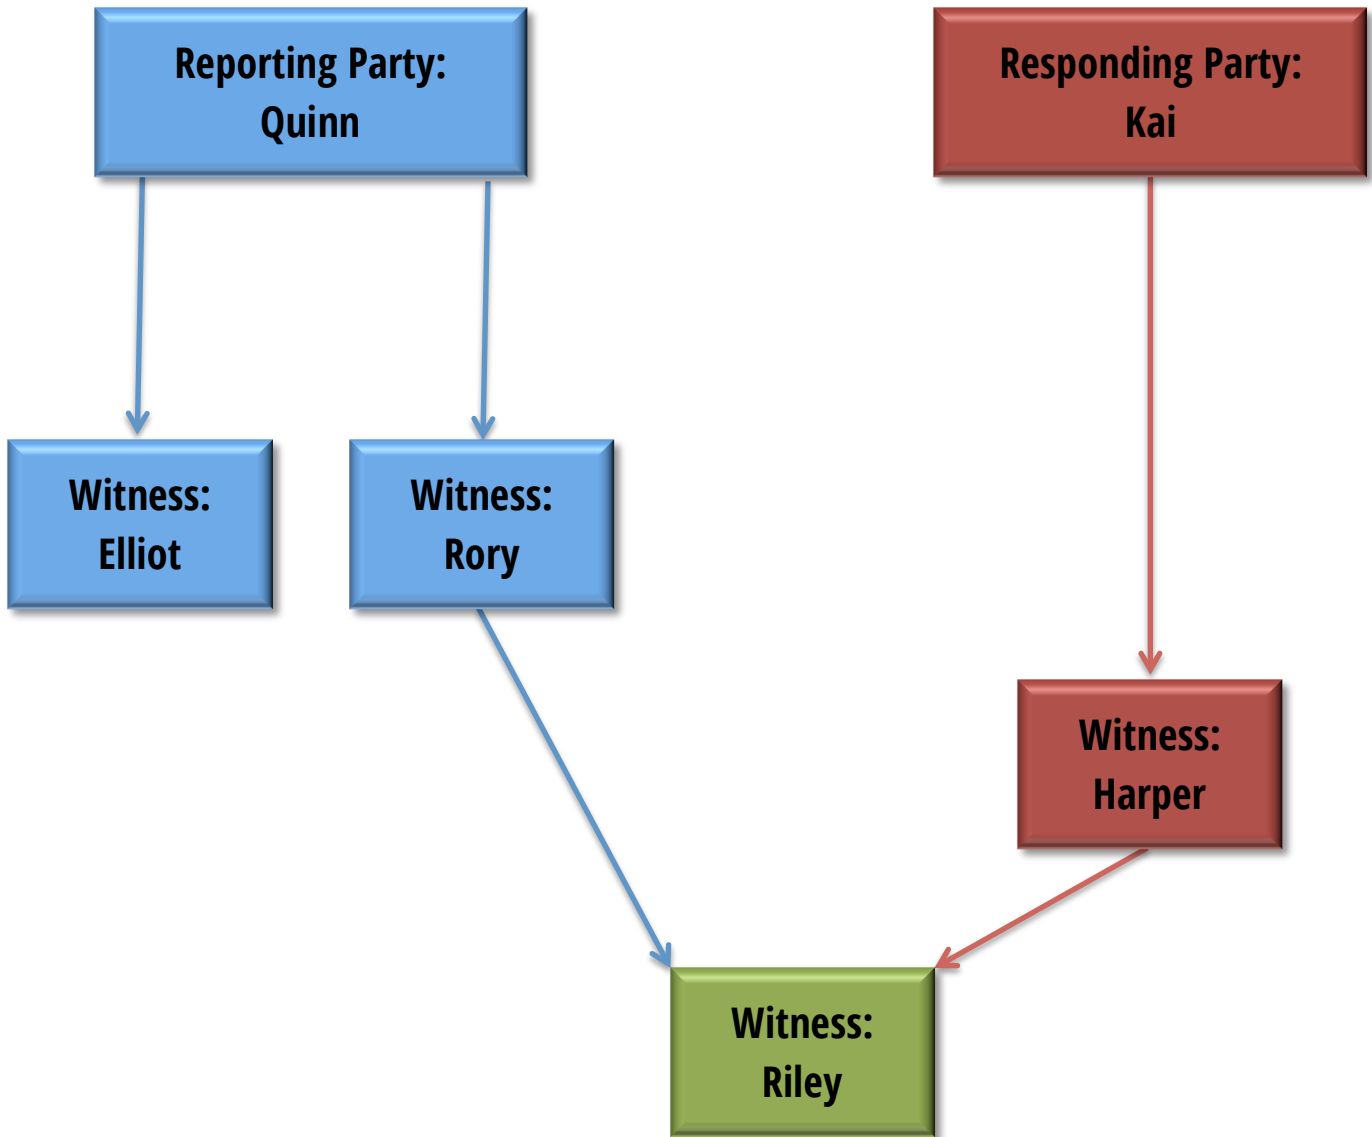 Reporting Party:
Quinn
Responding Party:
Kai
Witness:
Elliot
Witness:
Rory
Witness:
Harper
Witness:
Riley